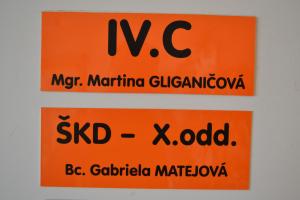 IV.C
Mgr. Martina GLIGANIČOVÁ
ŠKD – X.odd.
Bc. Gabriela MATEJOVÁ